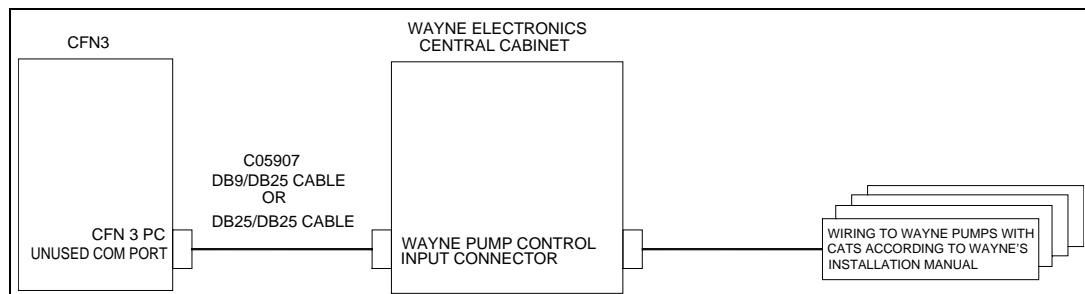 CFN3
WAYNE ELECTRONICS
CENTRAL CABINET
C05907
DB9/DB25 CABLE
OR
DB25/DB25 CABLE
CFN 3 PC
UNUSED COM PORT
WAYNE PUMP CONTROL
INPUT CONNECTOR
WIRING TO WAYNE PUMPS WITH
CATS ACCORDING TO WAYNE'S
INSTALLATION MANUAL